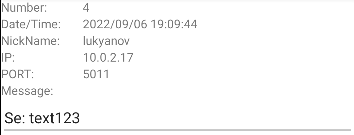 Number: 4
Date/Time: 2022/09/06 19:09:44
NickName: lukyanov
IP: 10.0.2.17
PORT: 5011
Message:
Se: text123